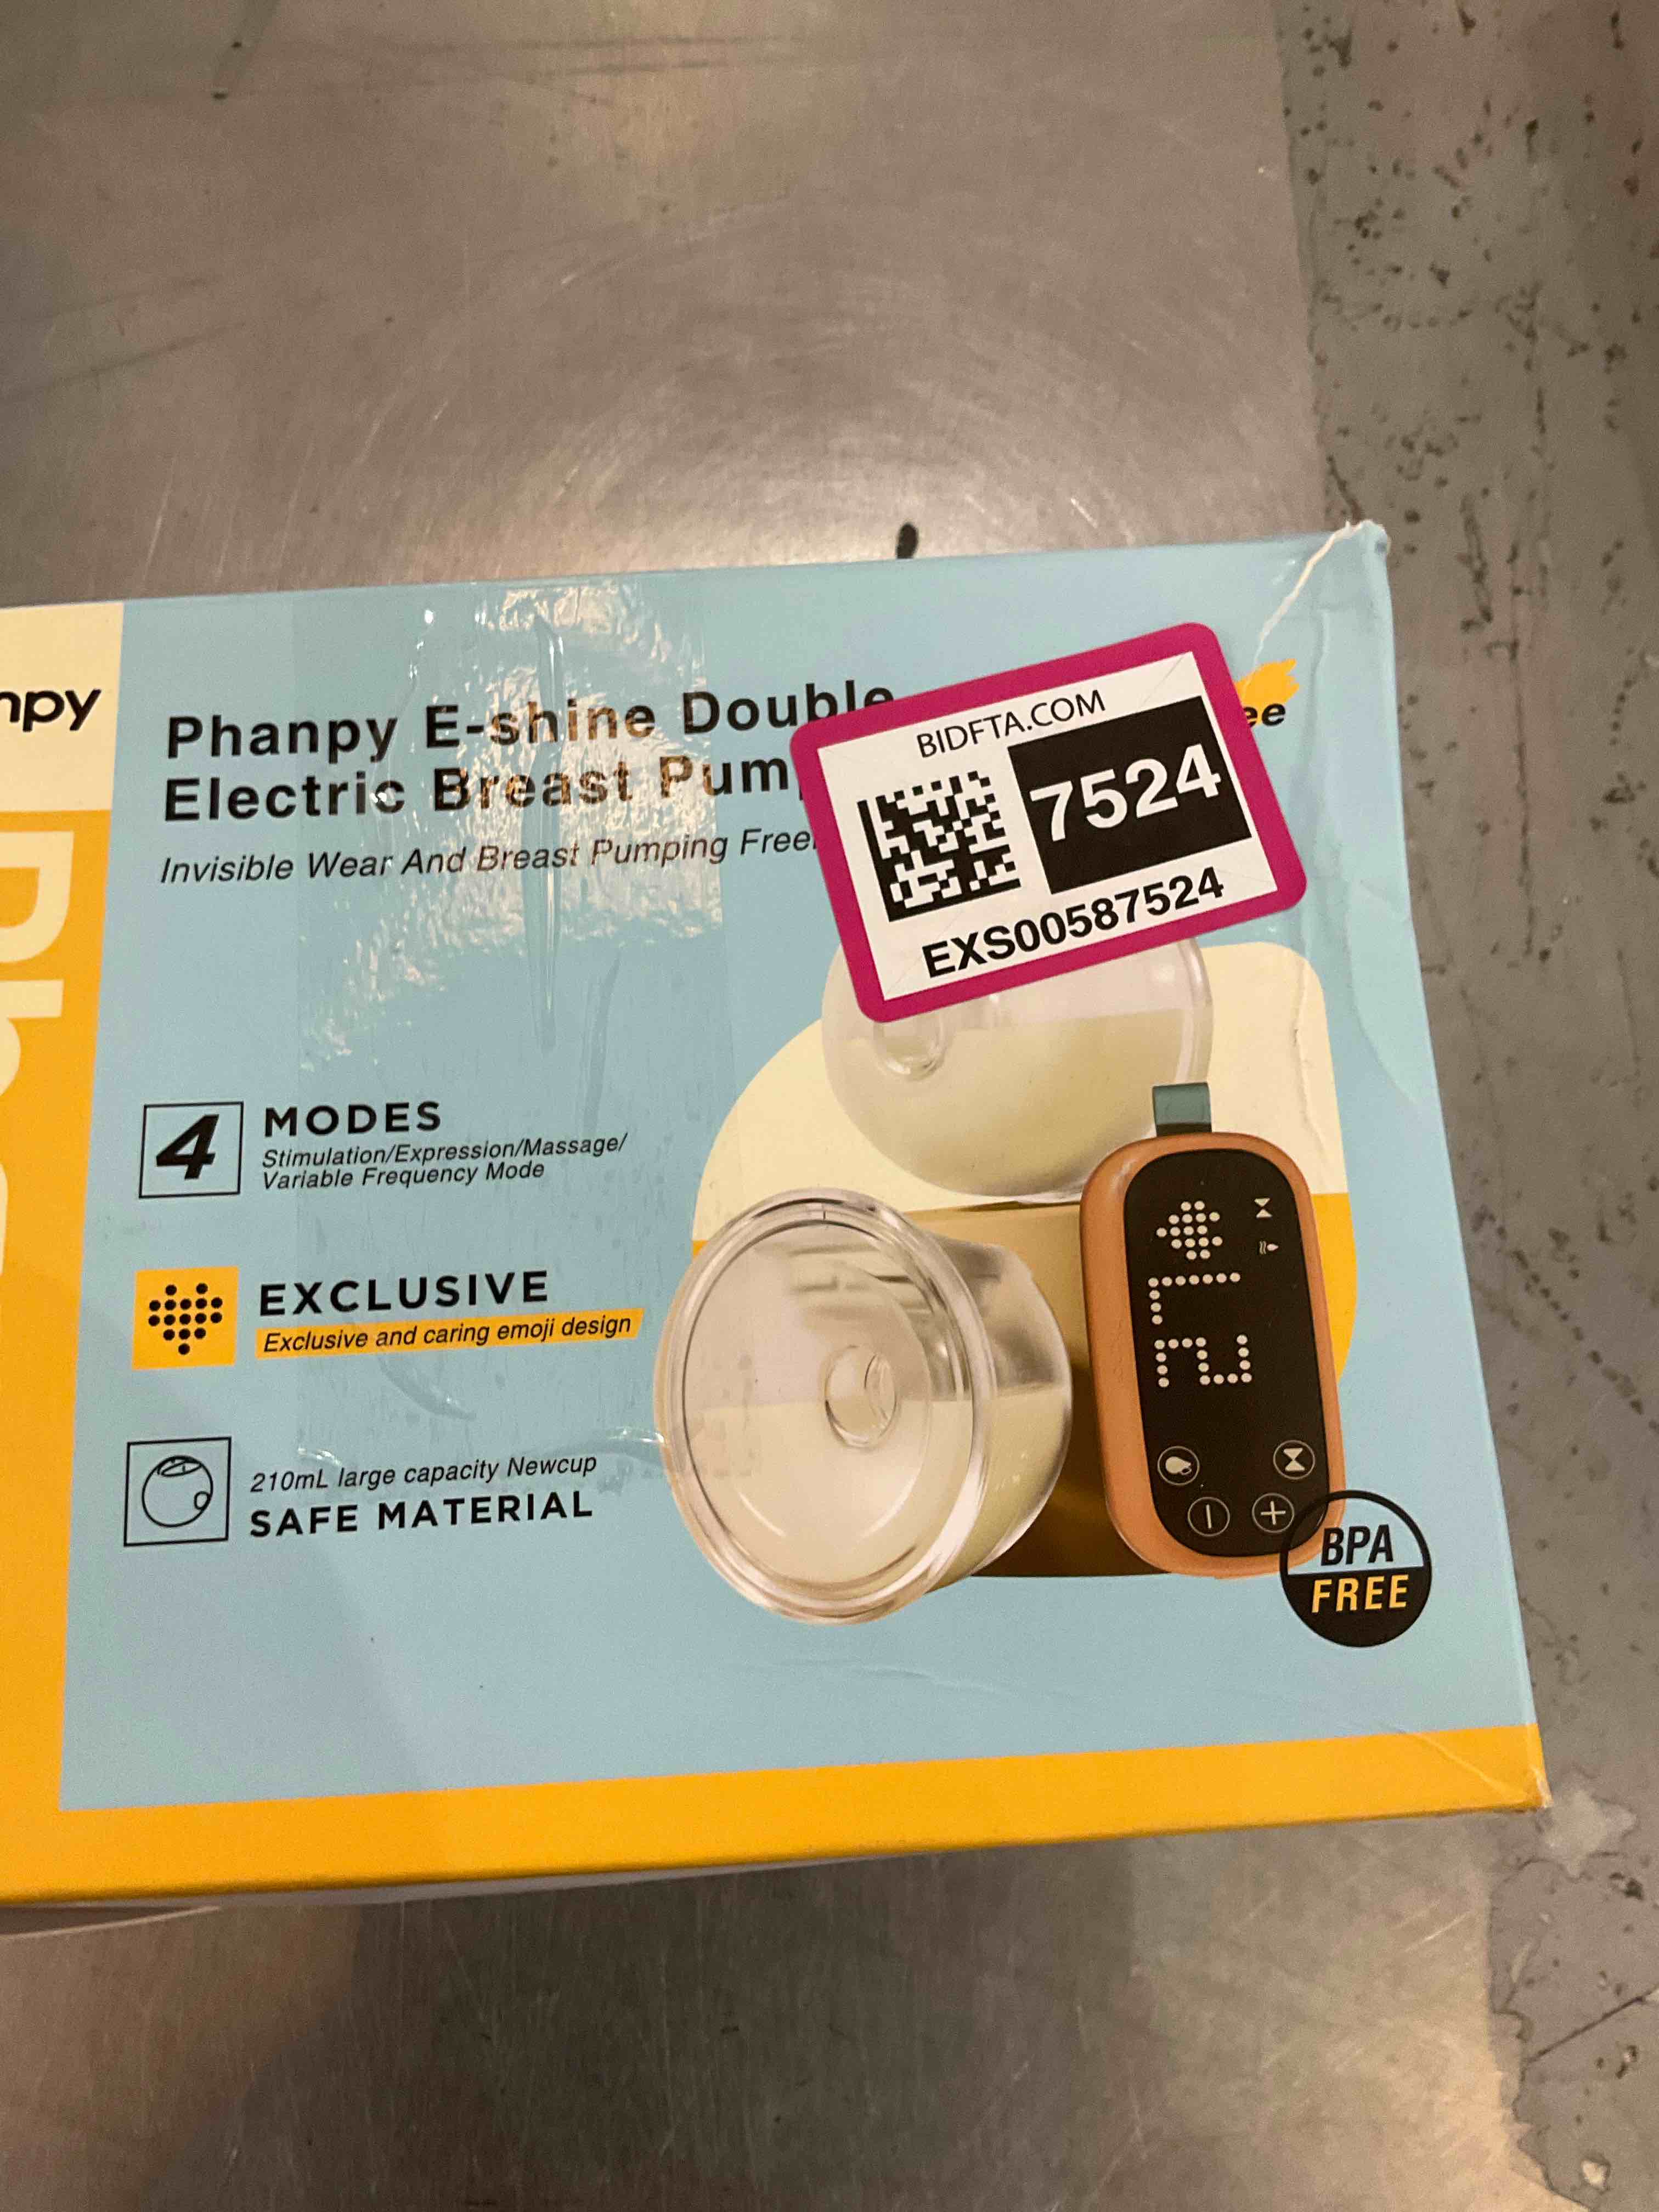 npy
Phanpy E-shine Double
Electric Breast Pum
Invisible Wear And Breast Pumping Free
ee
BIDFTA.COM
7524
EXS00587524
4
MODES
Stimulation/Expression/Massage/
Variable Frequency Mode
EXCLUSIVE
Exclusive and caring emoji design
210mL large capacity Newcup
SAFE MATERIAL
BPA
FREE